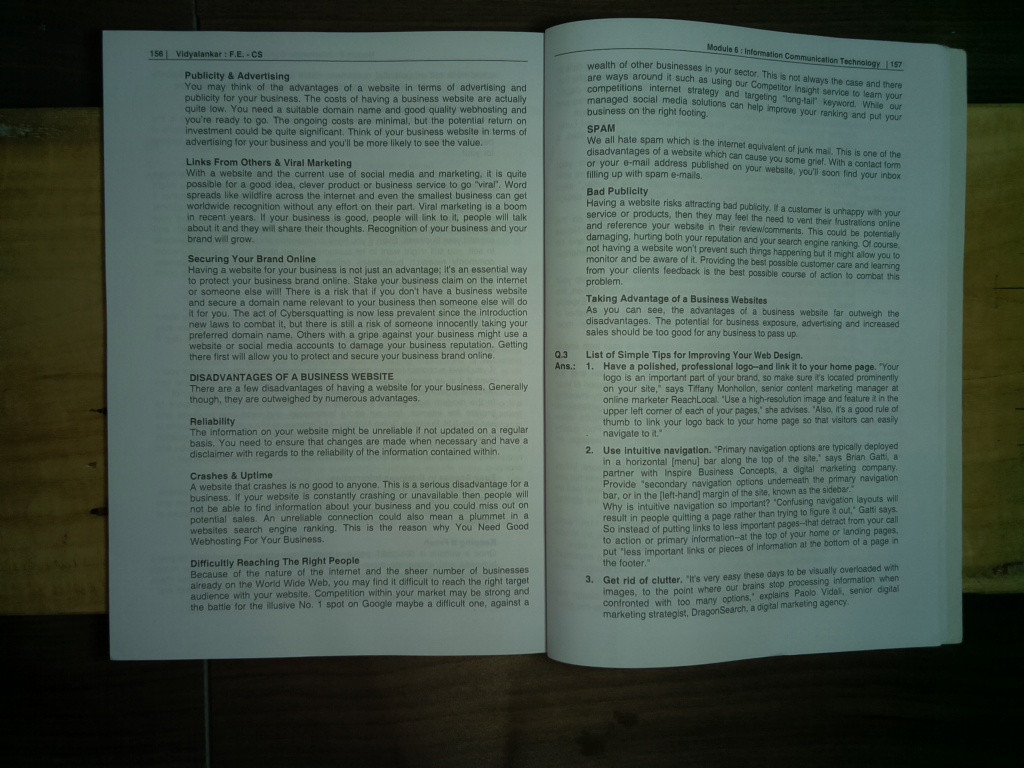 156 | Vidyalankar : F.E. - CS
Publicity & Advertising
You may think of the advantages of a website in terms of advertising and
publicity for your business. The costs of having a business website are actually
quite low. You need a suitable domain name and good quality webhosting and
you're ready to go. The ongoing costs are minimal, but the potential return on
investment could be quite significant. Think of your business website in terms of
advertising for your business and you'll be more likely to see the value.
Links From Others & Viral Marketing
With a website and the current use of social media and marketing, it is quite
possible for a good idea, clever product or business service to go "viral". Word
spreads like wildfire across the internet and even the smallest business can get
worldwide recognition without any effort on their part. Viral marketing is a boom
in recent years. If your business is good, people will link to it, people will talk
about it and they will share their thoughts. Recognition of your business and your
brand will grow.
Securing Your Brand Online
Having a website for your business is not just an advantage; it's an essential way
to protect your business brand online. Stake your business claim on the internet
or someone else will! There is a risk that if you don't have a business website
and secure a domain name relevant to your business then someone else will do
it for you. The act of Cybersquatting is now less prevalent since the introduction
new laws to combat it, but there is still a risk of someone innocently taking your
preferred domain name. Others with a gripe against your business might use a
website or social media accounts to damage your business reputation. Getting
there first will allow you to protect and secure your business brand online.
DISADVANTAGES OF A BUSINESS WEBSITE
There are a few disadvantages of having a website for your business. Generally
though, they are outweighed by numerous advantages.
Reliability
The information on your website might be unreliable if not updated on a regular
basis. You need to ensure that changes are made when necessary and have a
disclaimer with regards to the reliability of the information contained within.
Crashes & Uptime
A website that crashes is no good to anyone. This is a serious disadvantage for a
business. If your website is constantly crashing or unavailable then people will
not be able to find information about your business and you could miss out on
potential sales. An unreliable connection could also mean a plummet in a
websites search engine ranking. This is the reason why You Need Good
Webhosting For Your Business.
Difficultly Reaching The Right People
Because of the nature of the internet and the sheer number of businesses
already on the World Wide Web, you may find it difficult to reach the right target
audience with your website. Competition within your market may be strong and
the battle for the illusive No. 1 spot on Google maybe a difficult one, against a
Module 6 : Information Communication Technology | 157
wealth of other businesses in your sector. This is not always the case and there
are ways around it such as using our Competitor Insight service to learn your
competitions internet strategy and targeting "long-tail" keyword. While our
managed social media solutions can help improve your ranking and put your
business on the right footing.
SPAM
We all hate spam which is the internet equivalent of junk mail. This is one of the
disadvantages of a website which can cause you some grief. With a contact form
or your e-mail address published on your website, you'll soon find your inbox
filling up with spam e-mails.
Bad Publicity
Having a website risks attracting bad publicity. If a customer is unhappy with your
service or products, then they may feel the need to vent their frustrations online
and reference your website in their review/comments. This could be potentially
damaging, hurting both your reputation and your search engine ranking. Of course,
not having a website won't prevent such things happening but it might allow you to
monitor and be aware of it. Providing the best possible customer care and learning
from your clients feedback is the best possible course of action to combat this
problem.
Taking Advantage of a Business Websites
As you can see, the advantages of a business website far outweigh the
disadvantages. The potential for business exposure, advertising and increased
sales should be too good for any business to pass up.
Q.3 List of Simple Tips for Improving Your Web Design.
Ans.: 1. Have a polished, professional logo—and link it to your home page. "Your
logo is an important part of your brand, so make sure it's located prominently
on your site," says Tiffany Monhollon, senior content marketing manager at
online marketer ReachLocal. "Use a high-resolution image and feature it in the
upper left corner of each of your pages," she advises. "Also, it's a good rule of
thumb to link your logo back to your home page so that visitors can easily
navigate to it."
2. Use intuitive navigation. "Primary navigation options are typically deployed
in a horizontal [menu] bar along the top of the site," says Brian Gatti, a
partner with Inspire Business Concepts, a digital marketing company.
Provide "secondary navigation options underneath the primary navigation
bar, or in the [left-hand] margin of the site, known as the sidebar."
Why is intuitive navigation so important? "Confusing navigation layouts will
result in people quitting a page rather than trying to figure it out," Gatti says.
So instead of putting links to less important pages—that detract from your call
to action or primary information—at the top of your home or landing pages,
put "less important links or pieces of information at the bottom of a page in
the footer."
3. Get rid of clutter. "It's very easy these days to be visually overloaded with
images, to the point where our brains stop processing information when
confronted with too many options," explains Paolo Vidali, senior digital
marketing strategist, DragonSearch, a digital marketing agency.